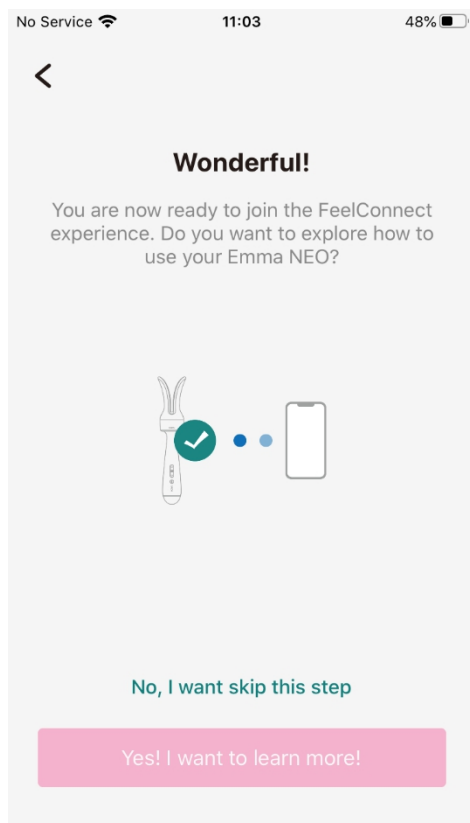 No Service 11:03 48%
Wonderful!
You are now ready to join the FeelConnect
experience. Do you want to explore how to
use your Emma NEO?
No, I want skip this step
Yes! I want to learn more!